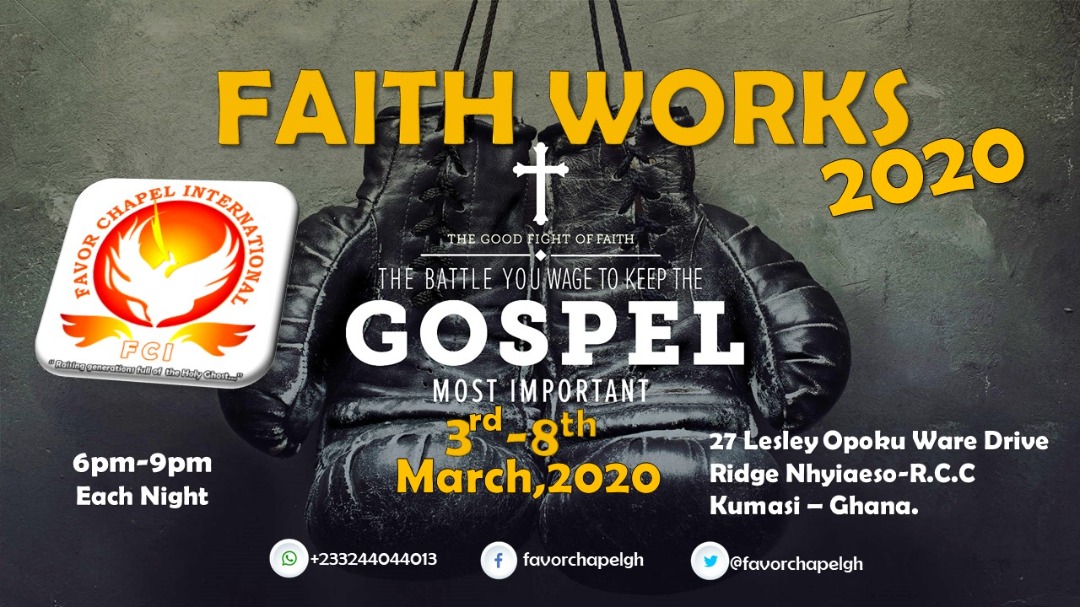 FAITH WORKS
2020
FAVOR CHAPEL INTERNATIONAL
FCI
"Raising generations full of the Holy Ghost...."
THE GOOD FIGHT OF FAITH
THE BATTLE YOU WAGE TO KEEP THE
GOSPEL
MOST IMPORTANT
3rd-8th
March,2020
6pm-9pm
Each Night
27 Lesley Opoku Ware Drive
Ridge Nhyiaeso-R.C.C
Kumasi – Ghana.
+233244044013
favorchapelgh
@favorchapelgh